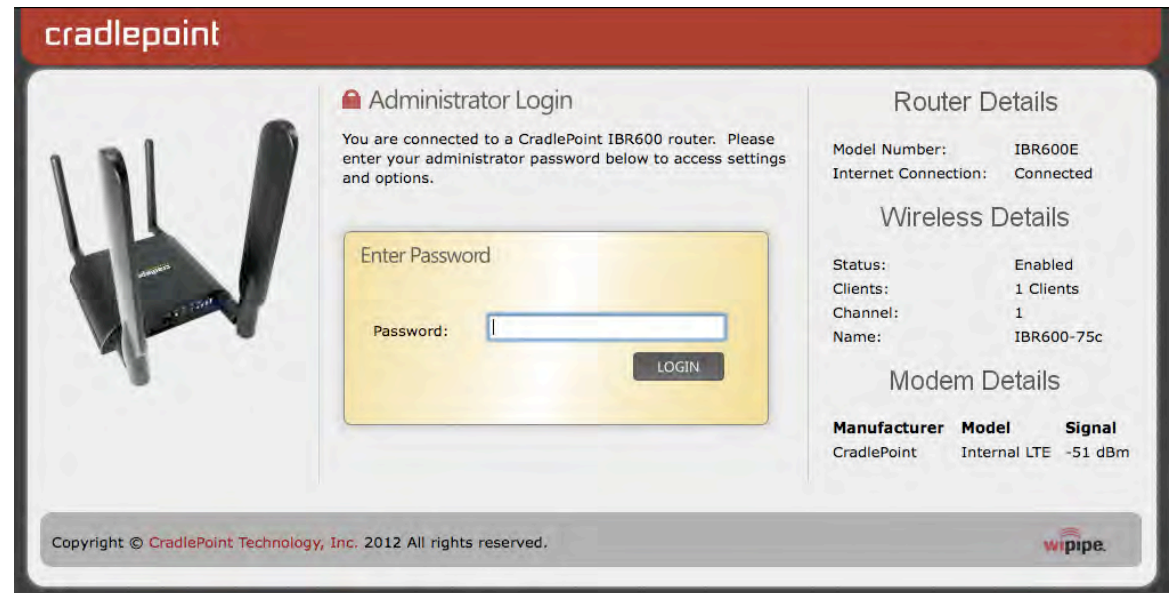 cradlepoint
Administrator Login
You are connected to a CradlePoint IBR600 router. Please
enter your administrator password below to access settings
and options.
Enter Password
Password:
LOGIN
Router Details
Model Number: IBR600E
Internet Connection: Connected
Wireless Details
Status: Enabled
Clients: 1 Clients
Channel: 1
Name: IBR600-75c
Modem Details
Manufacturer Model Signal
CradlePoint Internal LTE -51 dBm
Copyright © CradlePoint Technology, Inc. 2012 All rights reserved.
wipipe.